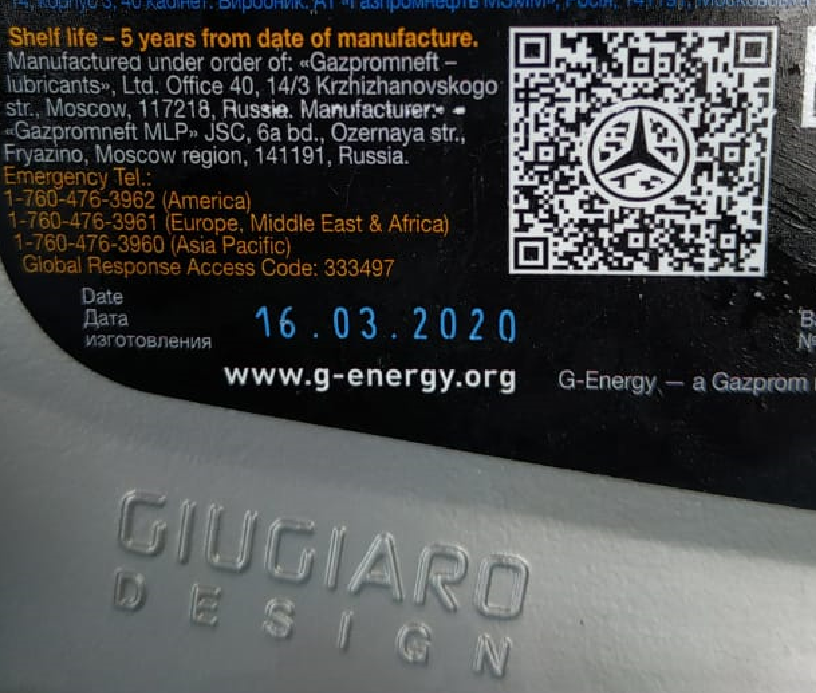 Shelf life – 5 years from date of manufacture.
Manufactured under order of: «Gazpromneft –
lubricants», Ltd. Office 40, 14/3 Krzhizhanovskogo
str., Moscow, 117218, Russia. Manufacturer: -
«Gazpromneft MLP» JSC, 6a bd., Ozernaya str.,
Fryazino, Moscow region, 141191, Russia.
Emergency Tel.:
1-760-476-3962 (America)
1-760-476-3961 (Europe, Middle East & Africa)
1-760-476-3960 (Asia Pacific)
Global Response Access Code: 333497
Date
Дата
изготовления
16.03.2020
www.g-energy.org
G-Energy – a Gazprom
GIUGIARO
DESIGN